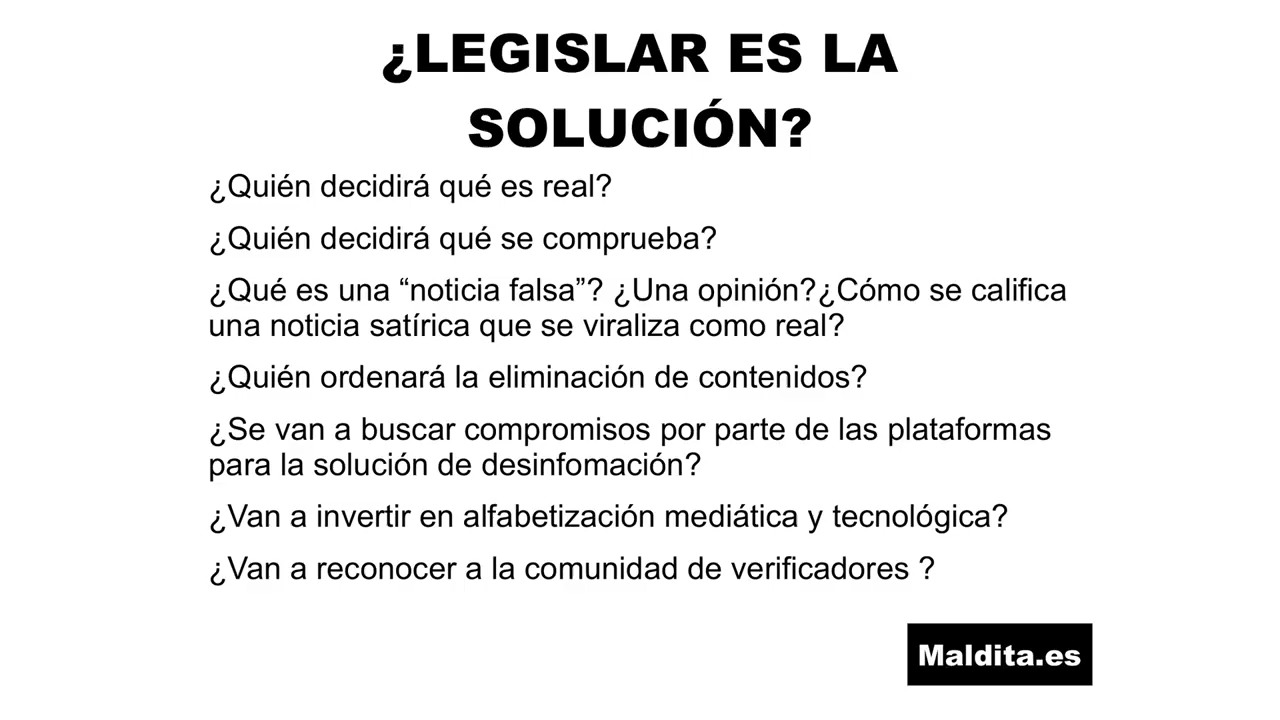 ¿LEGISLAR ES LA
SOLUCIÓN?
¿Quién decidirá qué es real?
¿Quién decidirá qué se comprueba?
¿Qué es una “noticia falsa”? ¿Una opinión?¿Cómo se califica
una noticia satírica que se viraliza como real?
¿Quién ordenará la eliminación de contenidos?
¿Se van a buscar compromisos por parte de las plataformas
para la solución de desinfomación?
¿Van a invertir en alfabetización mediática y tecnológica?
¿Van a reconocer a la comunidad de verificadores ?
Maldita.es